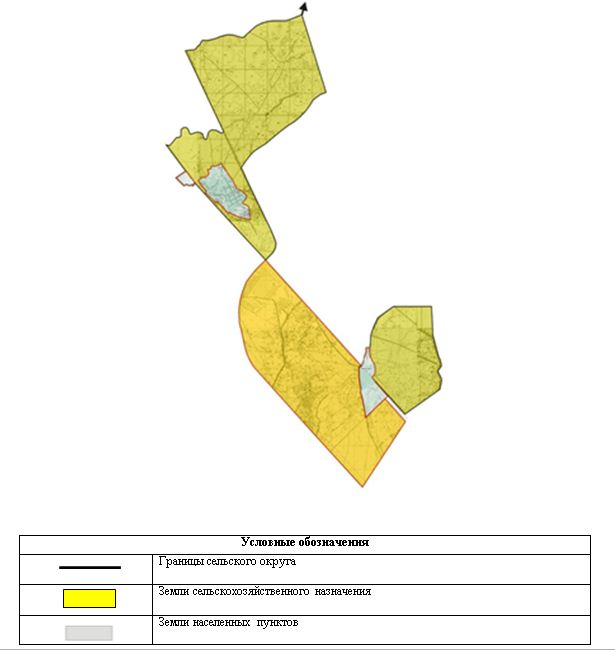 Условные обозначения
Границы сельского округа
Земли сельскохозяйственного назначения
Земли населенных пунктов